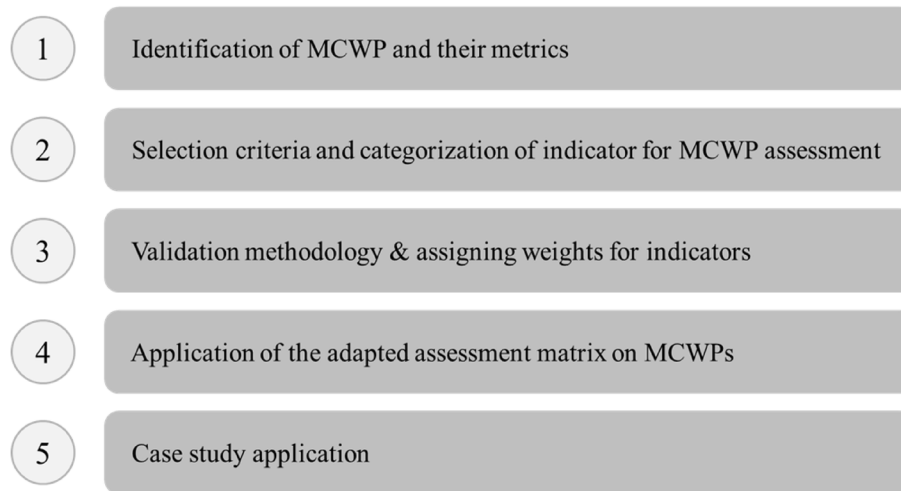 1 Identification of MCWP and their metrics
2 Selection criteria and categorization of indicator for MCWP assessment
3 Validation methodology & assigning weights for indicators
4 Application of the adapted assessment matrix on MCWPs
5 Case study application